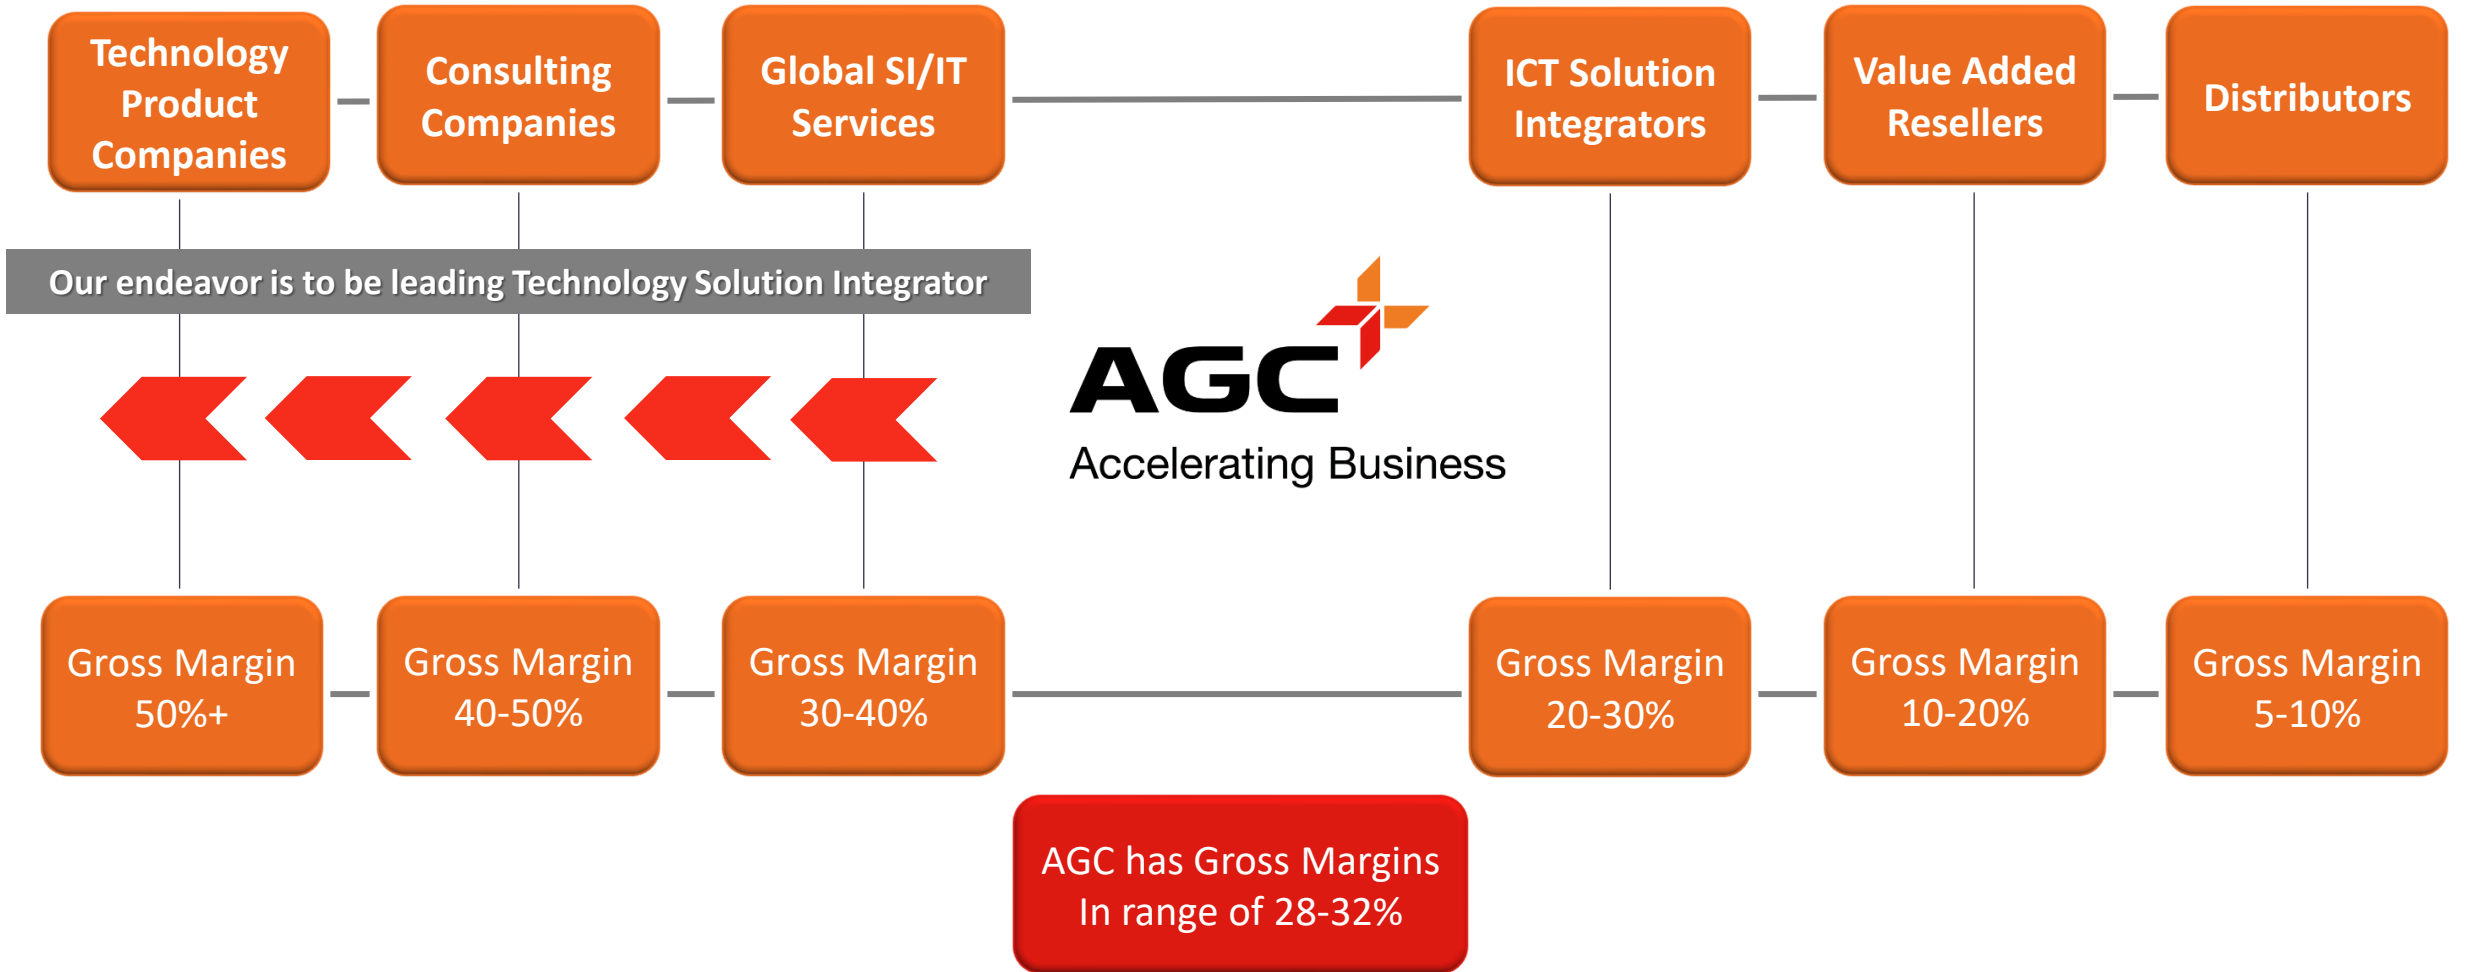 Technology
Product
Companies
Consulting
Companies
Global SI/IT
Services
ICT Solution
Integrators
Value Added
Resellers
Distributors
Our endeavor is to be leading Technology Solution Integrator
AGC
Accelerating Business
Gross Margin
50%+
Gross Margin
40-50%
Gross Margin
30-40%
Gross Margin
20-30%
Gross Margin
10-20%
Gross Margin
5-10%
AGC has Gross Margins
In range of 28-32%